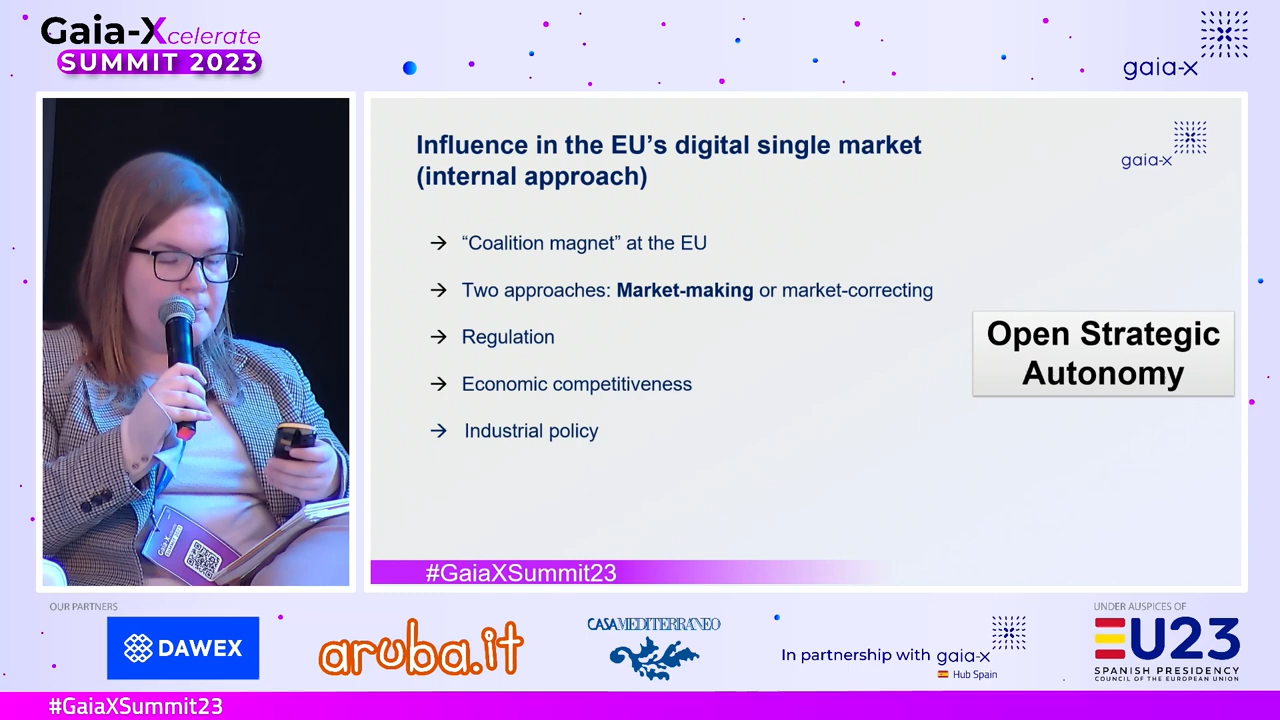 Gaia-Xcelerate
SUMMIT 2023
gaia-x
Influence in the EU’s digital single market
(internal approach)
gaia-x
→ “Coalition magnet” at the EU
→ Two approaches: Market-making or market-correcting
→ Regulation
→ Economic competitiveness
→ Industrial policy
Open Strategic
Autonomy
#GaiaXSummit23
OUR PARTNERS
DAWEX
aruba.it
CASAMEDITERRANEO
In partnership with gaia-x
Hub Spain
UNDER AUSPICES OF
EU23
SPANISH PRESIDENCY
COUNCIL OF THE EUROPEAN UNION
#GaiaXSummit23